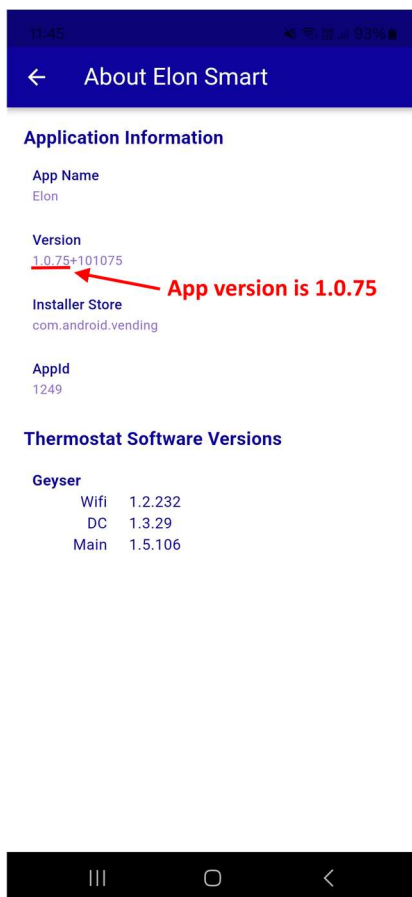 11:45 93%
About Elon Smart
Application Information
App Name
Elon
Version
1.0.75+101075
App version is 1.0.75
Installer Store
com.android.vending
AppId
1249
Thermostat Software Versions
Geyser
Wifi 1.2.232
DC 1.3.29
Main 1.5.106